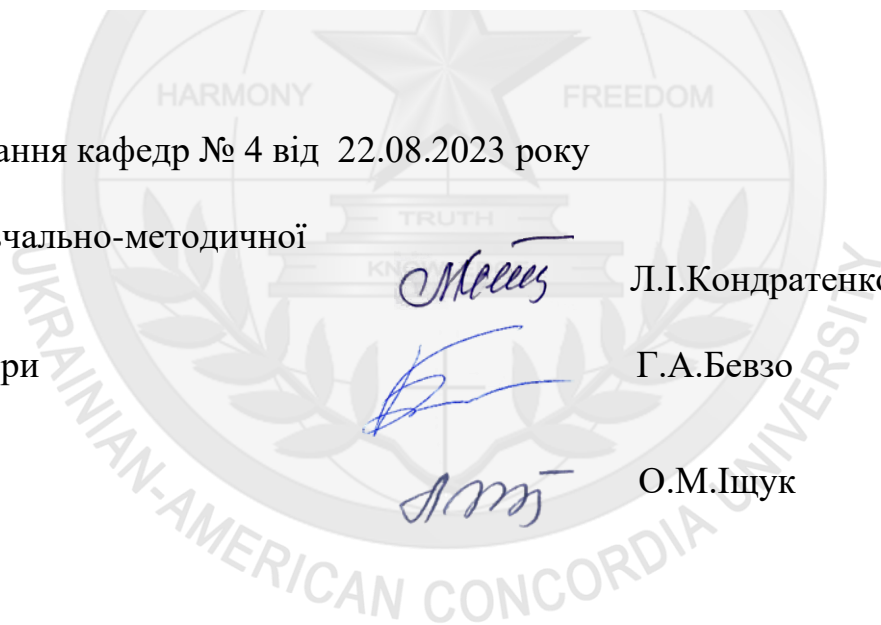 HARMONY FREEDOM
ання кафедр № 4 від 22.08.2023 року
TRUTH
вчально-методичної
Л.І.Кондратенко
ри
Г.А.Бевзо
О.М.Іщук
UKRAINIAN-AMERICAN CONCORDIA UNIVERSITY